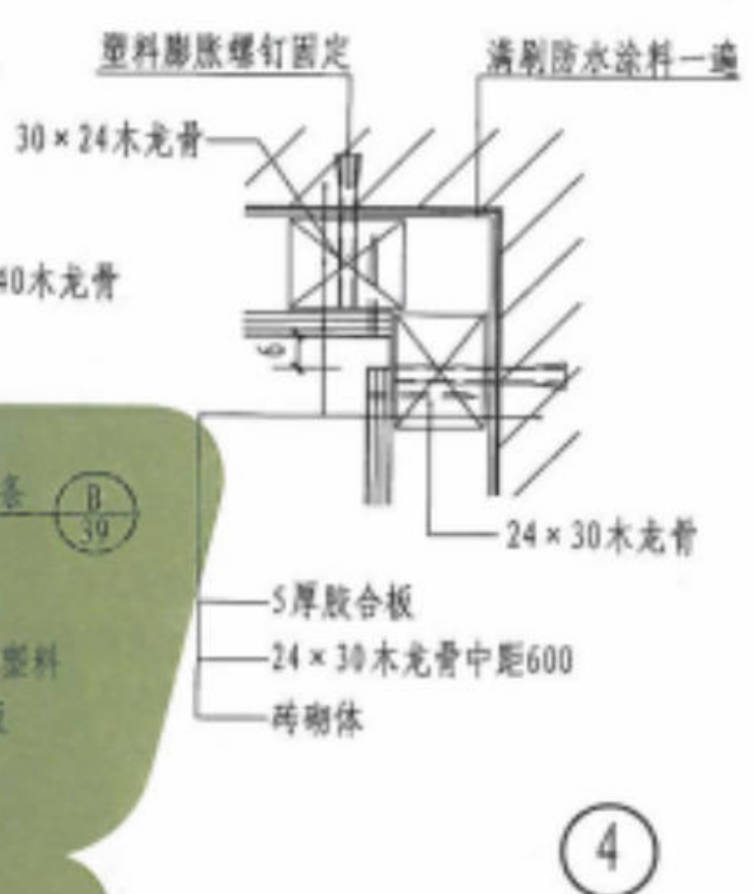 塑料膨胀螺钉固定
满刷防水涂料一遍
30×24木龙骨
40木龙骨
6
条
B
39
24×30木龙骨
5厚胶合板
塑料
24×30木龙骨中距600
砖砌体
4